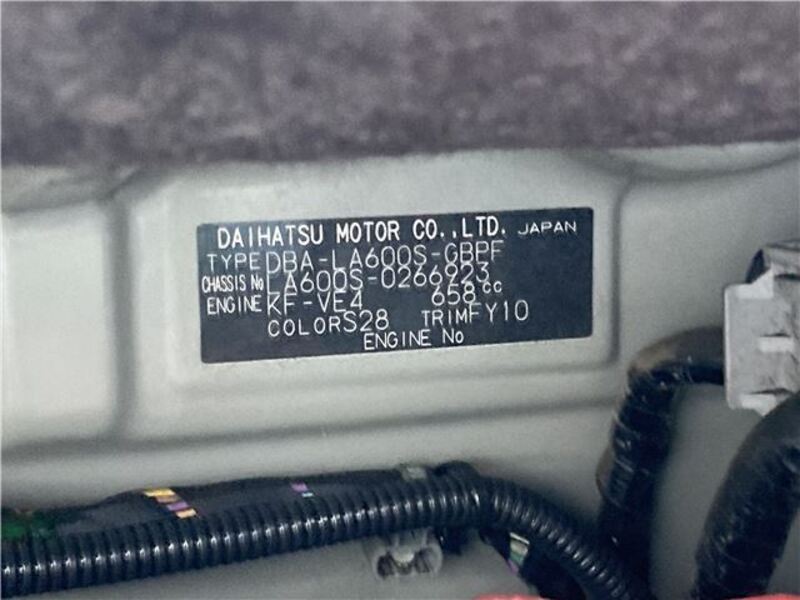 DAIHATSU MOTOR CO.,LTD. JAPAN
TYPE DBA-LA600S-GBPF
CHASSIS No LA600S-0266923
ENGINE KF-VE4 658cc
COLOR S28 TRIM FY10
ENGINE No